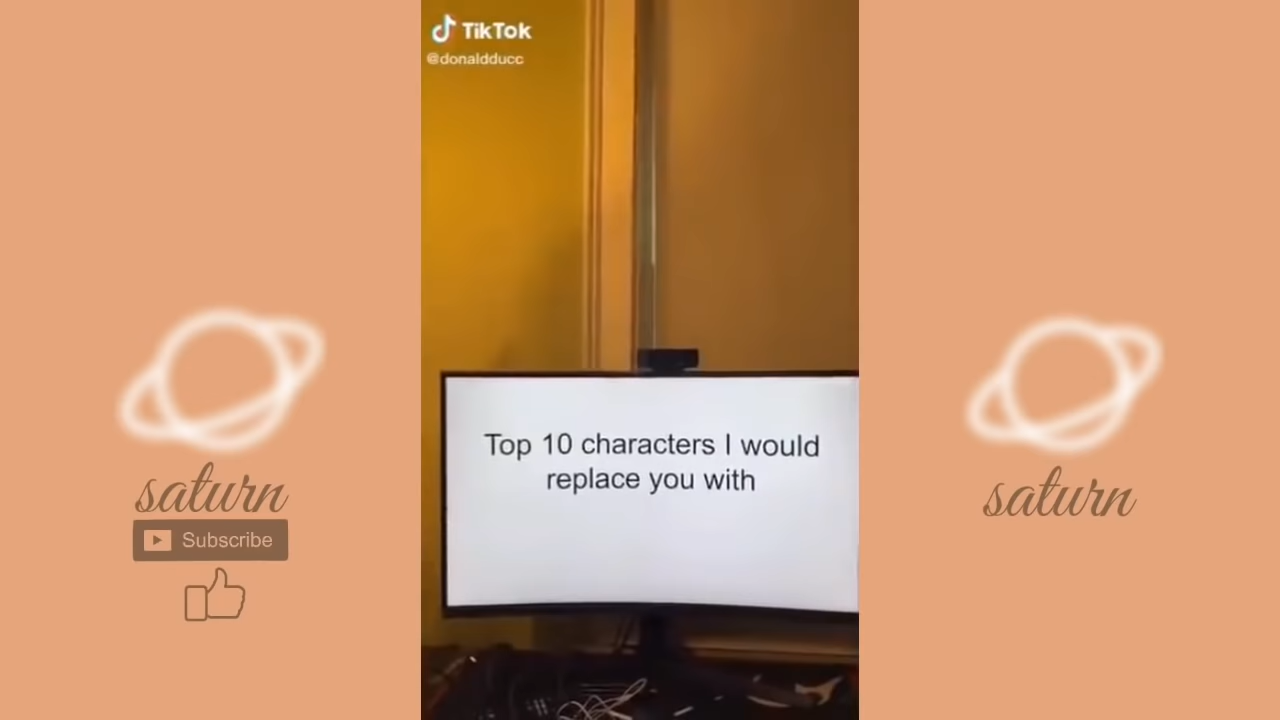 TikTok
@donaldducc
Top 10 characters I would
replace you with
saturn
Subscribe
saturn